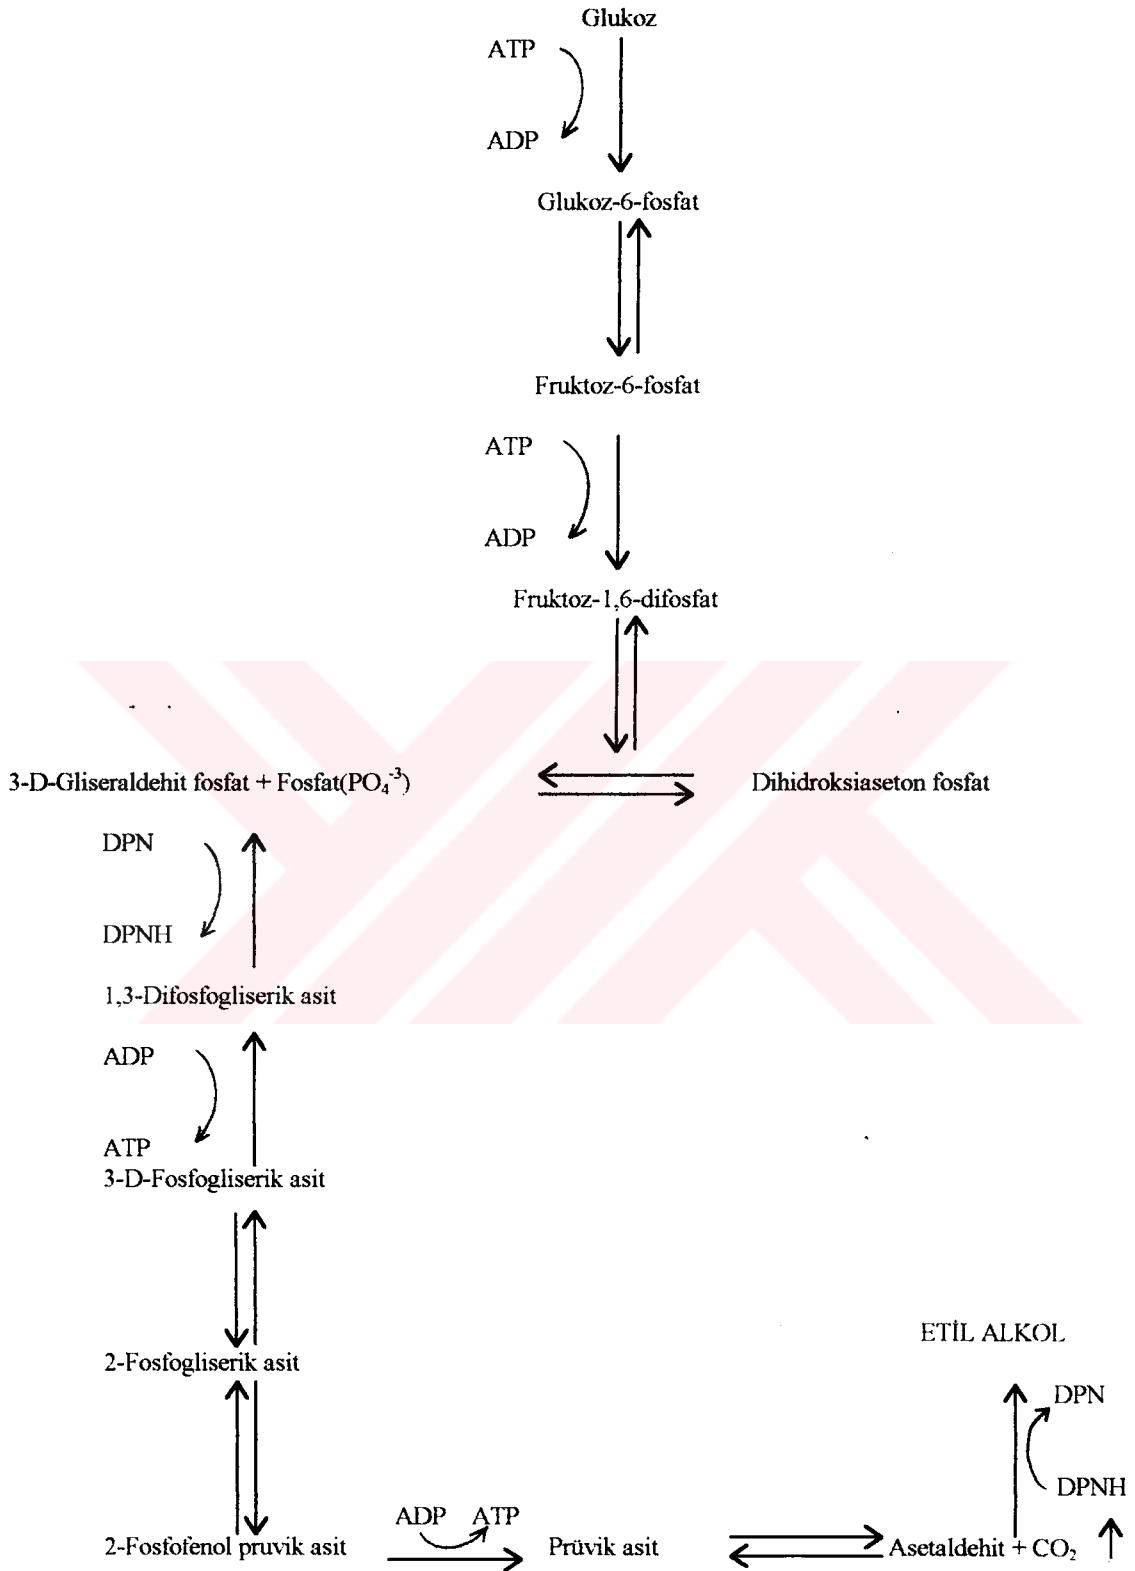 Glukoz
ATP
ADP
Glukoz-6-fosfat
Fruktoz-6-fosfat
ATP
ADP
Fruktoz-1,6-difosfat
3-D-Gliseraldehit fosfat + Fosfat(PO₄⁻³)
Dihidroksiaseton fosfat
DPN
DPNH
1,3-Difosfogliserik asit
ADP
ATP
3-D-Fosfogliserik asit
2-Fosfogliserik asit
2-Fosfofenol pruvik asit
ADP ATP
Prüvik asit
Asetaldehit + CO₂
DPNH
DPN
ETİL ALKOL